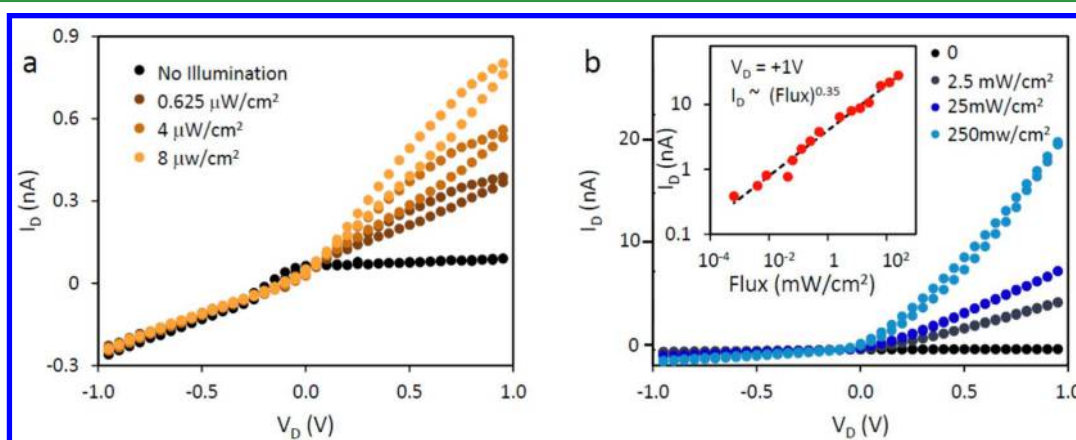 a
0.9
0.6
0.3
0
-0.3
I_D (nA)
No Illumination
0.625 μW/cm²
4 μW/cm²
8 μw/cm²
-1.0
-0.5
0.0
0.5
1.0
V_D (V)
b
20
10
0
I_D (nA)
V_D = +1V
I_D ~ (Flux)^0.35
10
1
0.1
I_D (nA)
10⁻⁴
10⁻²
1
10²
Flux (mW/cm²)
0
2.5 mW/cm²
25mW/cm²
250mw/cm²
-1.0
-0.5
0.0
0.5
1.0
V_D (V)